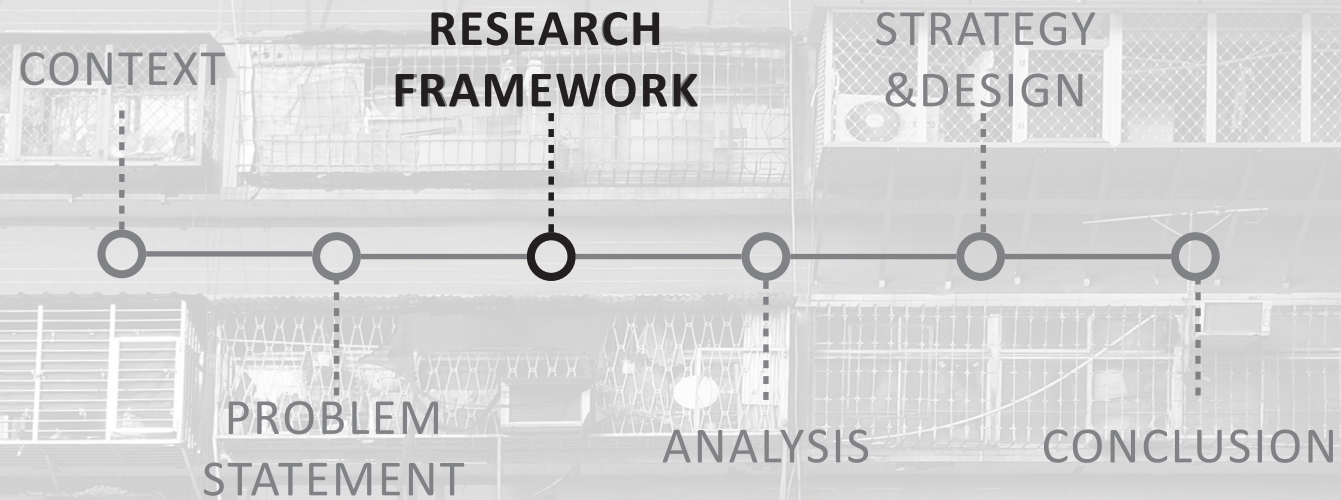 CONTEXT
PROBLEM
STATEMENT
RESEARCH
FRAMEWORK
ANALYSIS
STRATEGY
&DESIGN
CONCLUSION